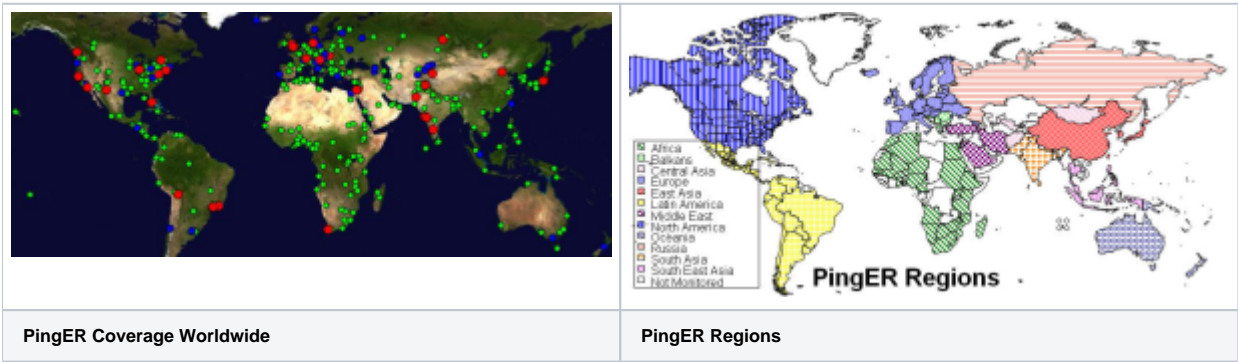 Africa
Balkans
Central Asia
Europe
East Asia
Latin America
Middle East
North America
Oceania
Russia
South Asia
South East Asia
Not Monitored
PingER Regions
PingER Coverage Worldwide
PingER Regions